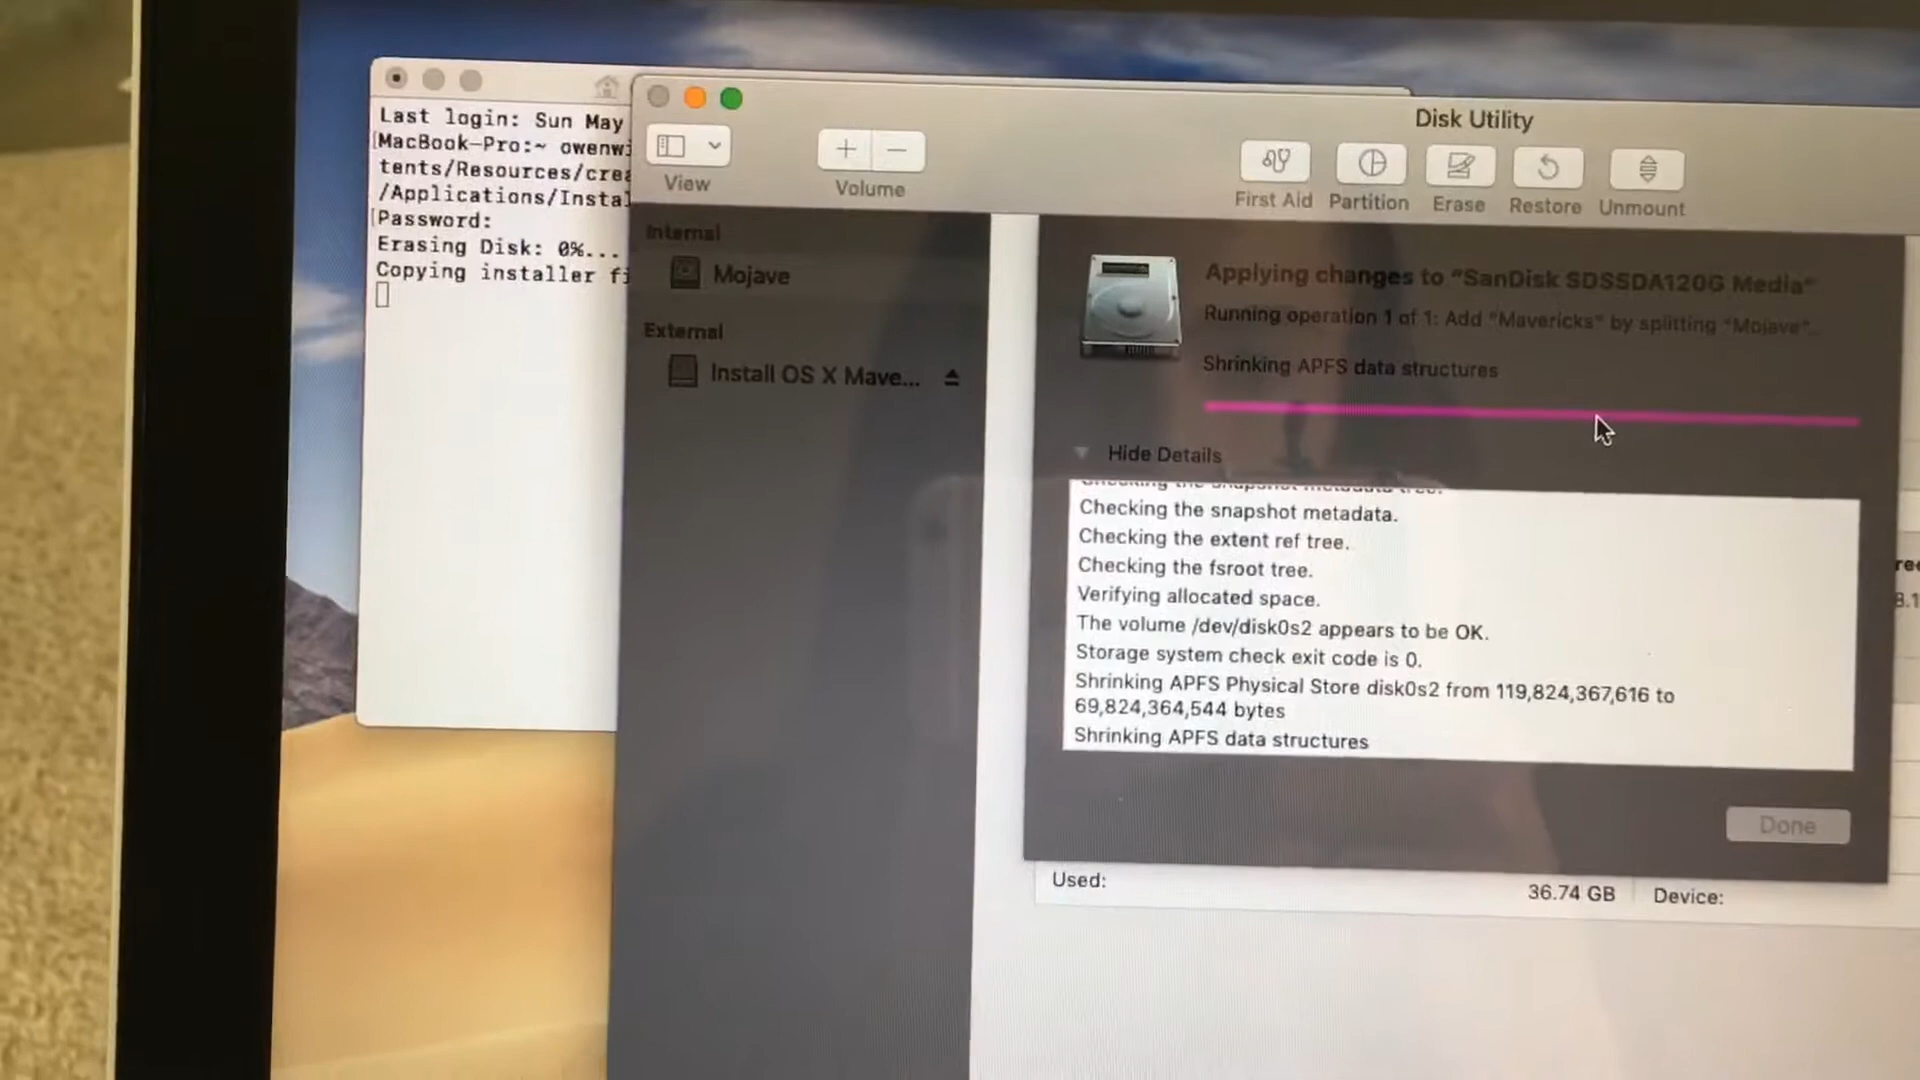 Last login: Sun May
MacBook-Pro:~ owenwi
tents/Resources/crea
/Applications/Instal
Password:
Erasing Disk: 0%...
Copying installer fi
Disk Utility
View
Volume
First Aid
Partition
Erase
Restore
Unmount
Internal
Mojave
External
Install OS X Mave...
Applying changes to “SanDisk SDSSDA120G Media”
Running operation 1 of 1: Add “Mavericks” by splitting “Mojave”...
Shrinking APFS data structures
Hide Details
Checking the snapshot metadata tree.
Checking the snapshot metadata.
Checking the extent ref tree.
Checking the fsroot tree.
Verifying allocated space.
The volume /dev/disk0s2 appears to be OK.
Storage system check exit code is 0.
Shrinking APFS Physical Store disk0s2 from 119,824,367,616 to
69,824,364,544 bytes
Shrinking APFS data structures
Done
Used:
36.74 GB
Device: